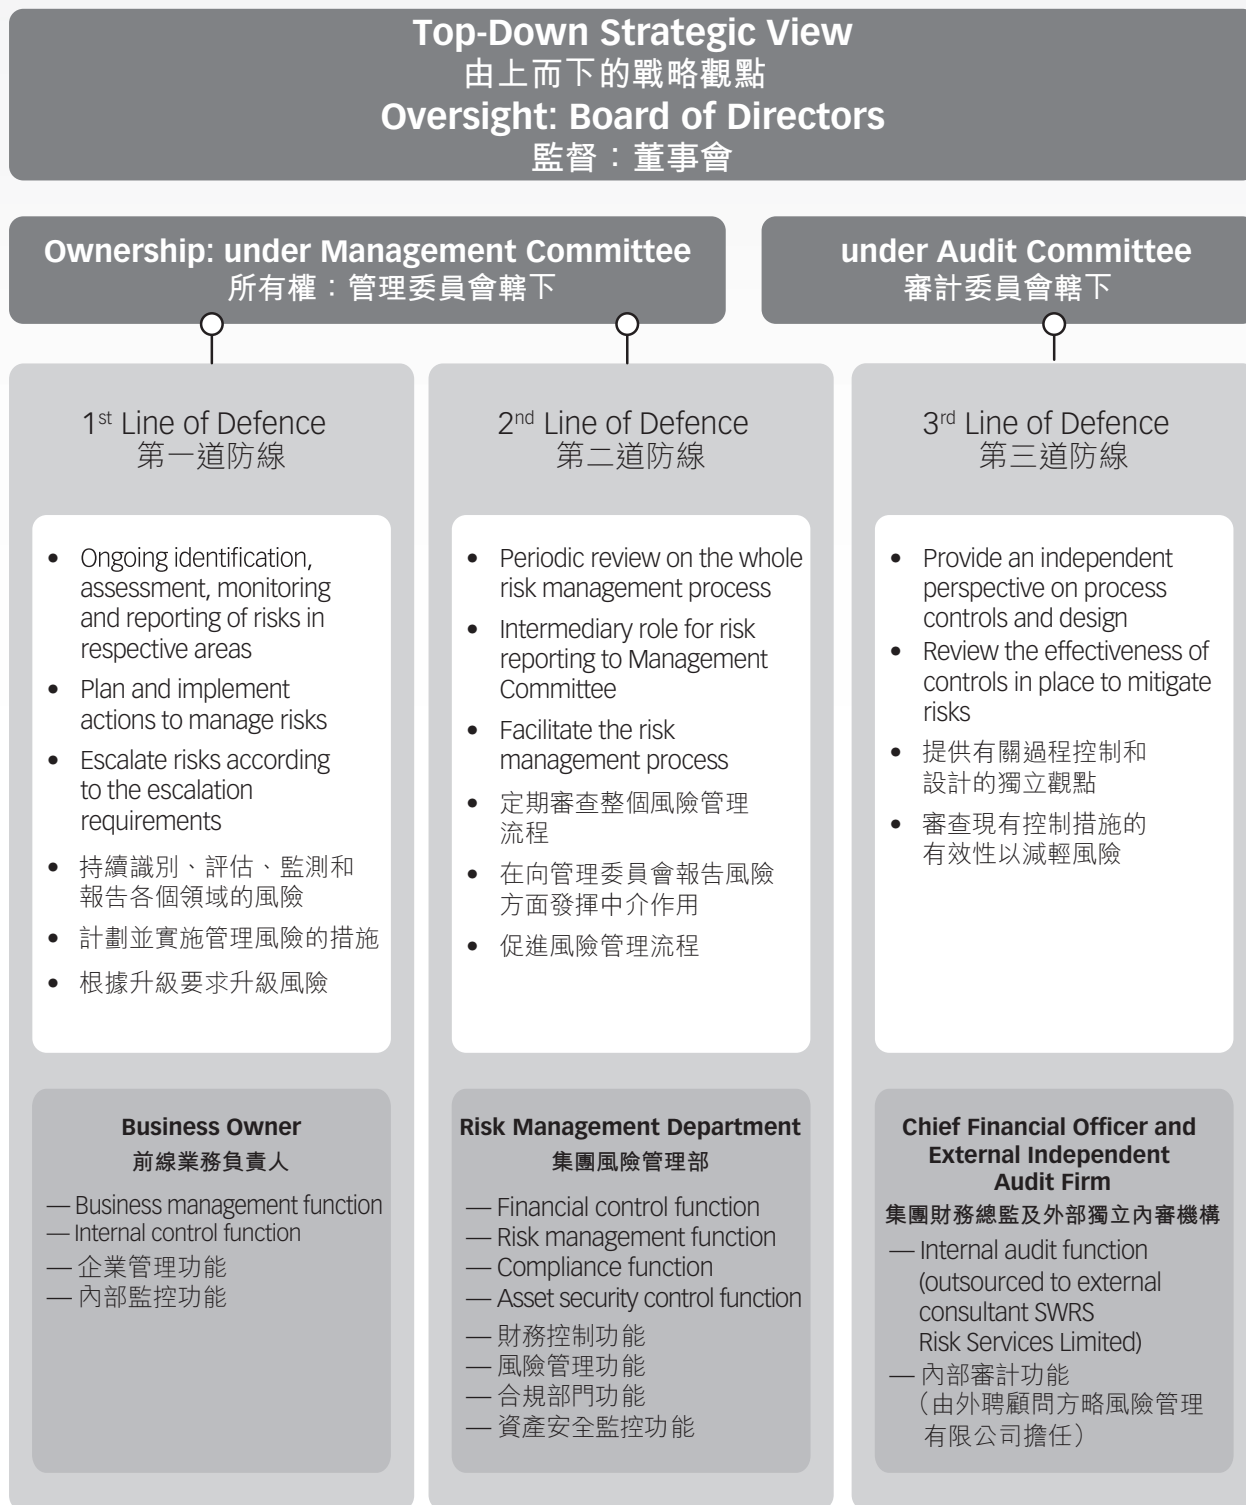 Top-Down Strategic View
由上而下的戰略觀點
Oversight: Board of Directors
監督：董事會
Ownership: under Management Committee
所有權：管理委員會轄下
under Audit Committee
審計委員會轄下
1st Line of Defence
第一道防線
• Ongoing identification,
assessment, monitoring
and reporting of risks in
respective areas
• Plan and implement
actions to manage risks
• Escalate risks according
to the escalation
requirements
• 持續識別、評估、監測和
報告各個領域的風險
• 計劃並實施管理風險的措施
• 根據升級要求升級風險
Business Owner
前線業務負責人
— Business management function
— Internal control function
— 企業管理功能
— 內部監控功能
2nd Line of Defence
第二道防線
• Periodic review on the whole
risk management process
• Intermediary role for risk
reporting to Management
Committee
• Facilitate the risk
management process
• 定期審查整個風險管理
流程
• 在向管理委員會報告風險
方面發揮中介作用
• 促進風險管理流程
Risk Management Department
集團風險管理部
— Financial control function
— Risk management function
— Compliance function
— Asset security control function
— 財務控制功能
— 風險管理功能
— 合規部門功能
— 資產安全監控功能
3rd Line of Defence
第三道防線
• Provide an independent
perspective on process
controls and design
• Review the effectiveness of
controls in place to mitigate
risks
• 提供有關過程控制和
設計的獨立觀點
• 審查現有控制措施的
有效性以減輕風險
Chief Financial Officer and
External Independent
Audit Firm
集團財務總監及外部獨立內審機構
— Internal audit function
(outsourced to external
consultant SWRS
Risk Services Limited)
— 內部審計功能
（由外聘顧問方略風險管理
有限公司擔任）